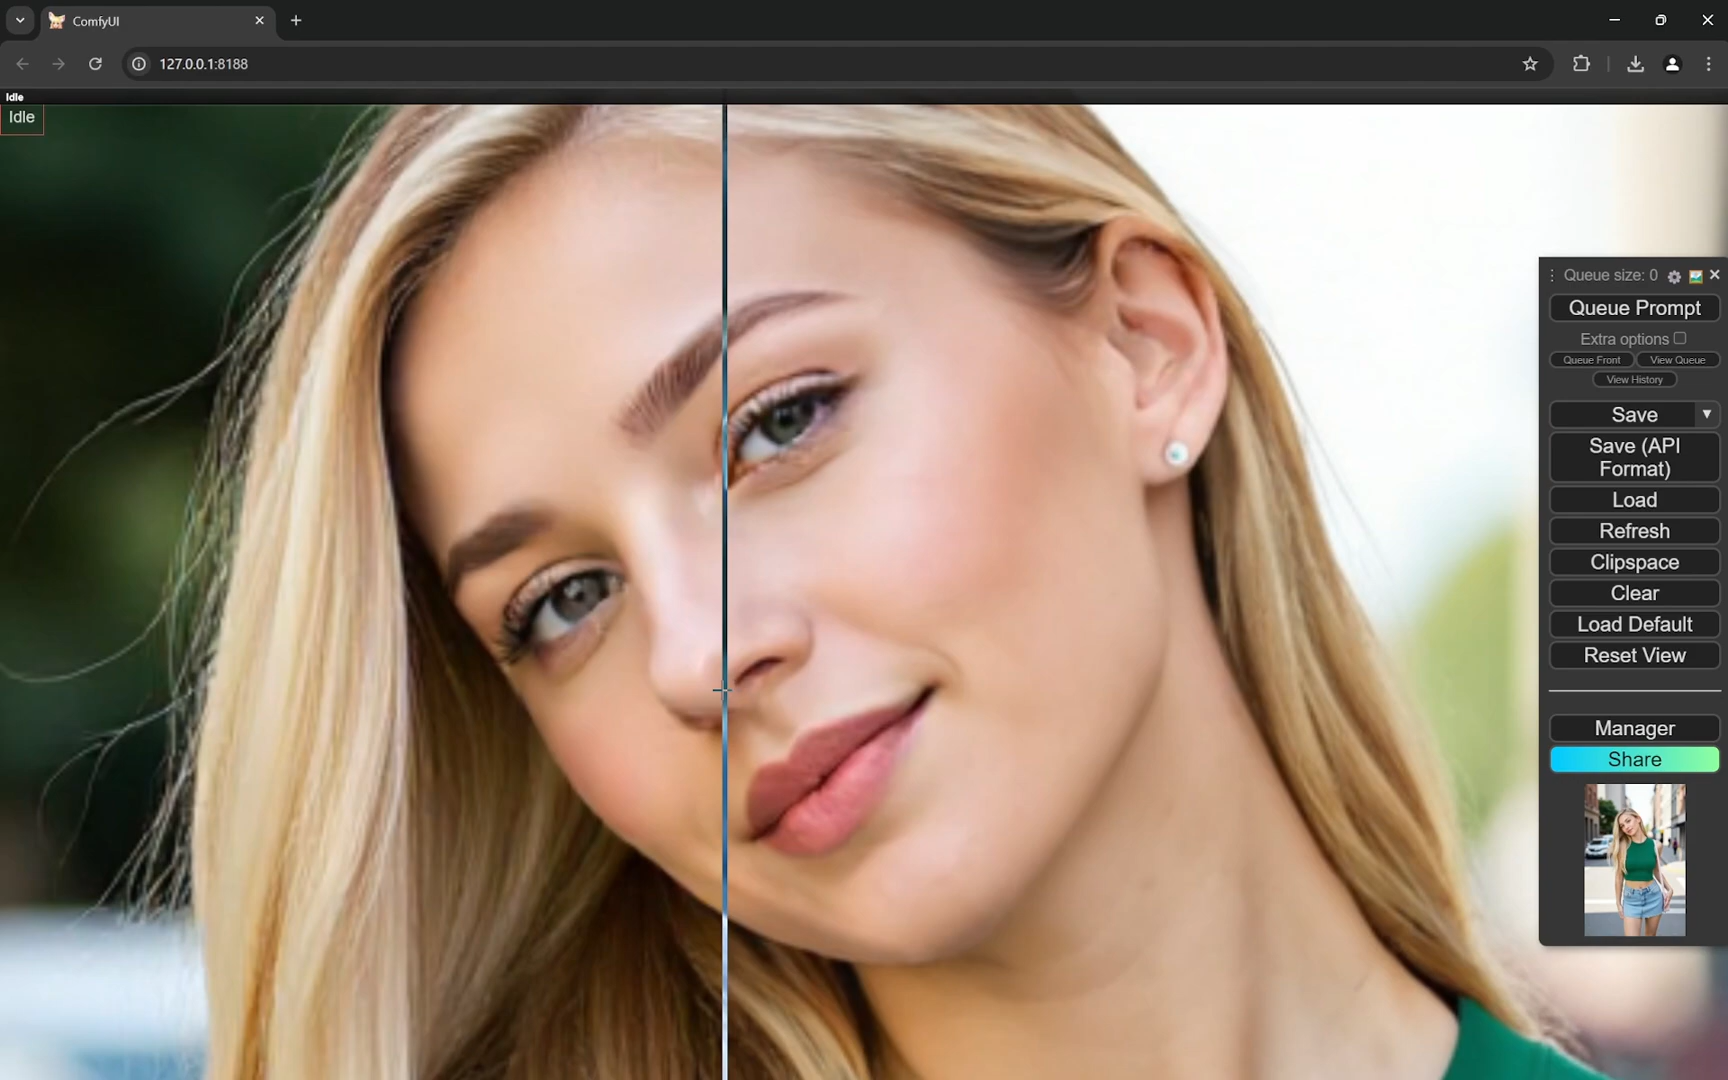 ComfyUI
127.0.0.1:8188
Idle
Idle
Queue size: 0
Queue Prompt
Extra options
Queue Front
View Queue
View History
Save
Save (API
Format)
Load
Refresh
Clipspace
Clear
Load Default
Reset View
Manager
Share